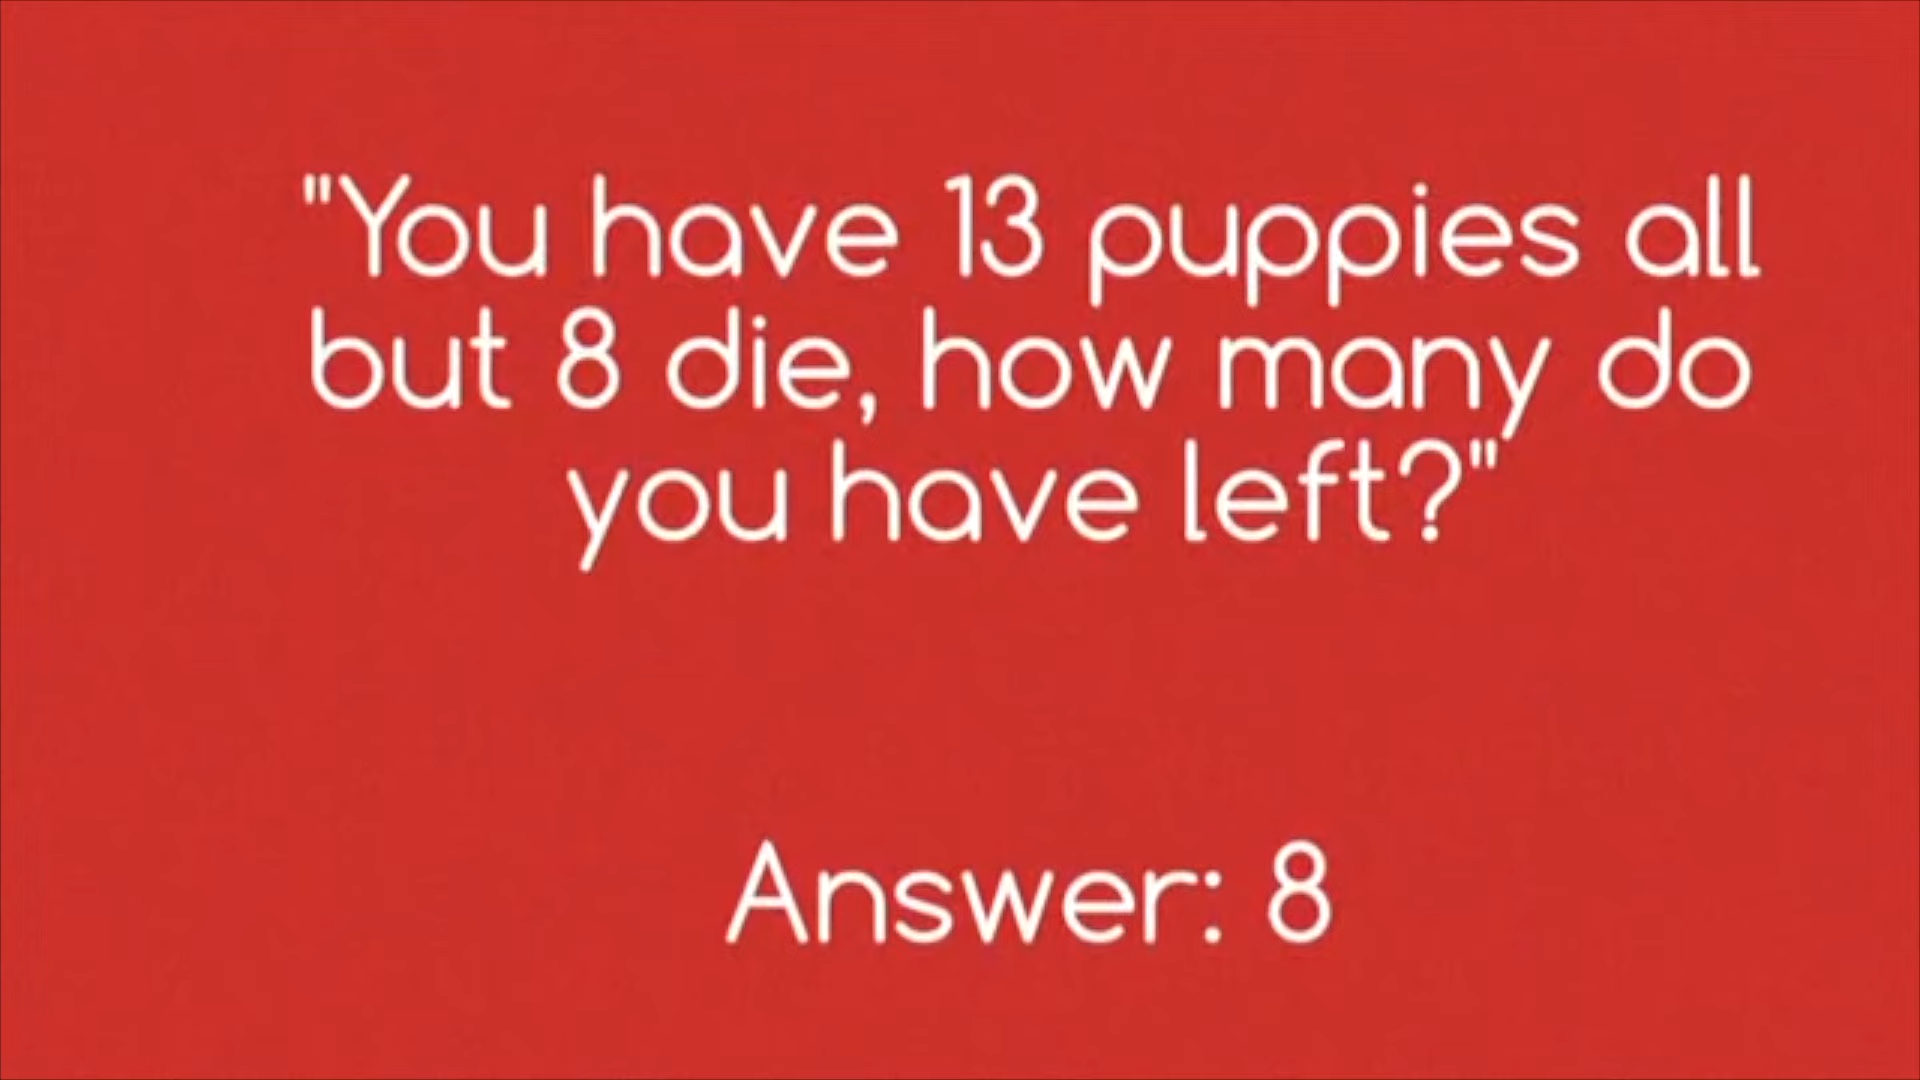 "You have 13 puppies all
but 8 die, how many do
you have left?"
Answer: 8